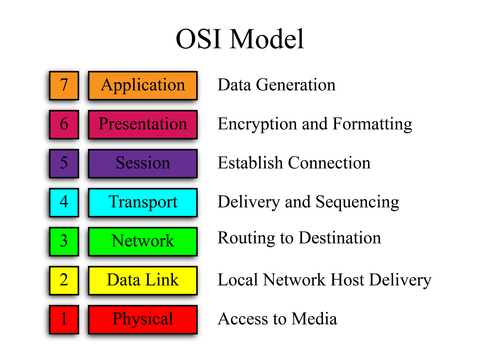 OSI Model
7 Application Data Generation
6 Presentation Encryption and Formatting
5 Session Establish Connection
4 Transport Delivery and Sequencing
3 Network Routing to Destination
2 Data Link Local Network Host Delivery
1 Physical Access to Media